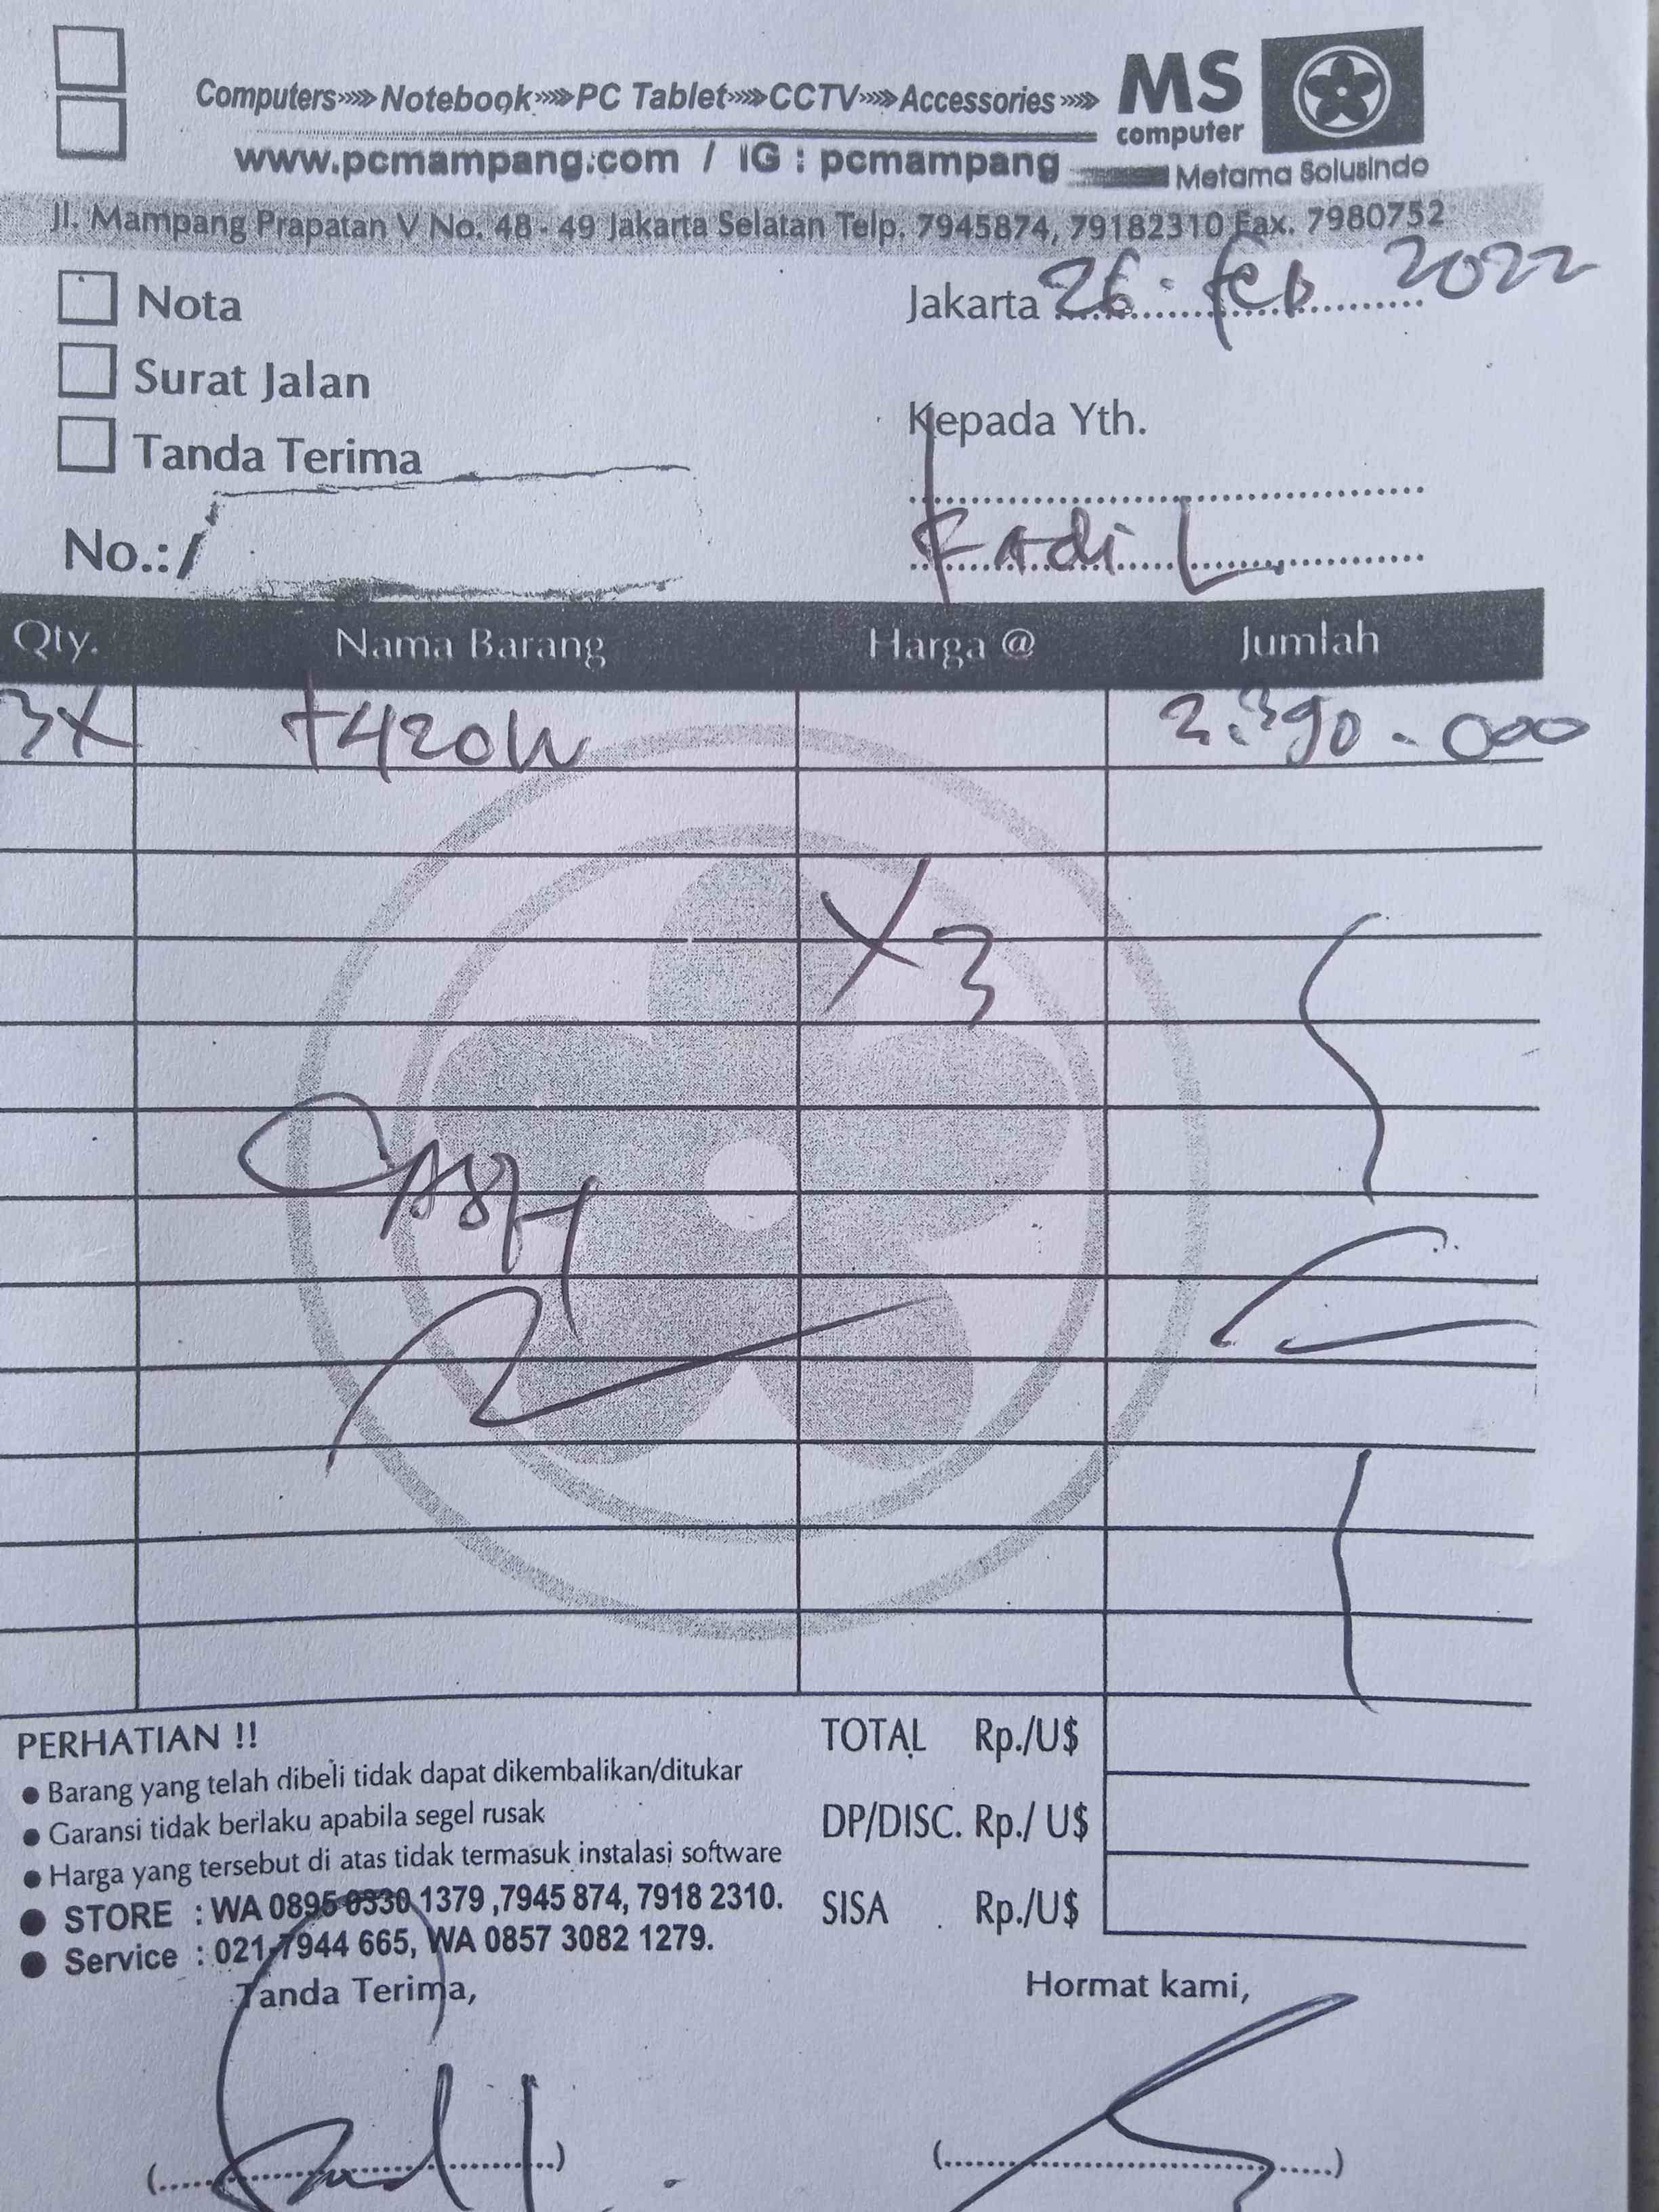 Computers»»»Notebook»»»PC Tablet»»»CCTV»»»Accessories»»»
MS
computer
www.pcmampang.com / IG : pcmampang
Metama Solusindo
Jl. Mampang Prapatan V No. 48 - 49 Jakarta Selatan Telp. 7945874, 79182310 Fax. 7980752
Nota
Surat Jalan
Tanda Terima
No.:
Jakarta 26 . feb 2022
Kepada Yth.
FAdiL
Qty. Nama Barang Harga @ Jumlah
3X T420W 2.390.000
X3
CASH
PERHATIAN !!
● Barang yang telah dibeli tidak dapat dikembalikan/ditukar
● Garansi tidak berlaku apabila segel rusak
● Harga yang tersebut di atas tidak termasuk instalasi software
● STORE : WA 0895 0330 1379 ,7945 874, 7918 2310.
● Service : 021-7944 665, WA 0857 3082 1279.
TOTAL Rp./U$
DP/DISC. Rp./ U$
SISA Rp./U$
Tanda Terima,
Hormat kami,